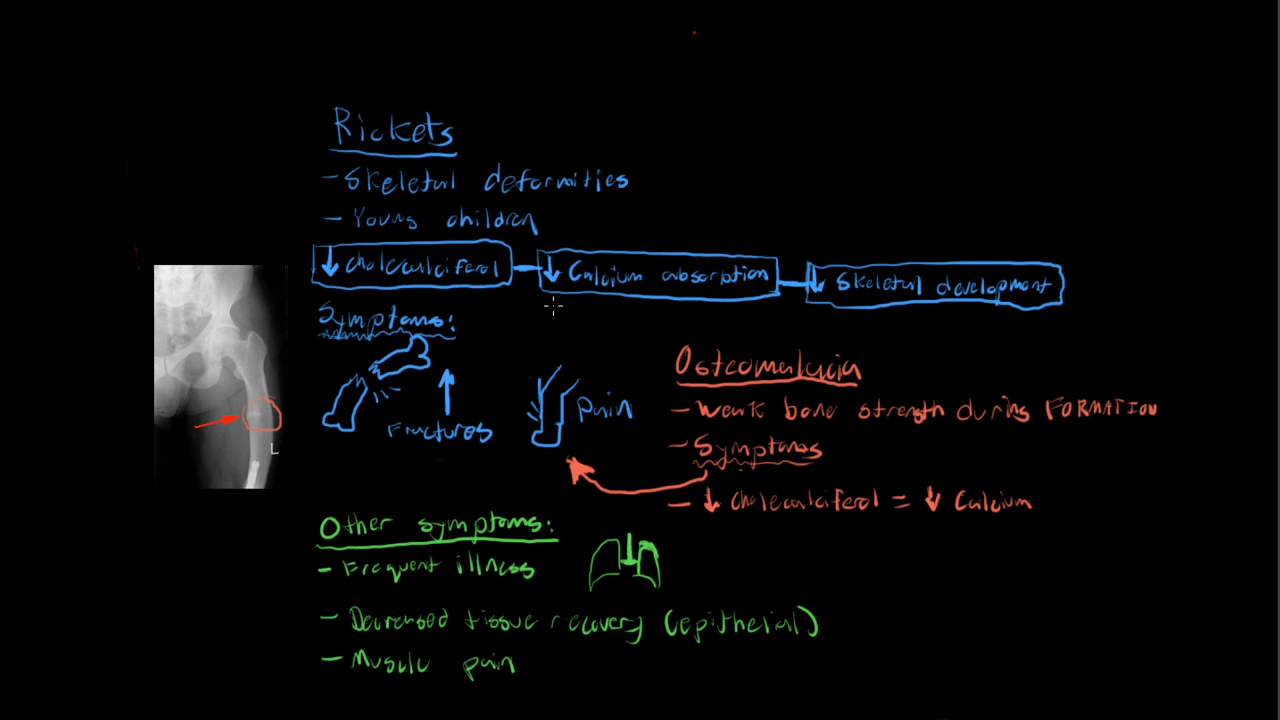 Rickets
- Skeletal deformities
- Young children
↓ cholecalciferol - ↓ Calcium absorption - ↓ Skeletal development
Symptoms:
Fractures
pain
L
Osteomalacia
- Weak bone strength during FORMATION
- Symptoms
- ↓ cholecalciferol = ↓ Calcium
Other symptoms:
- Frequent illness
- Decreased tissue recovery (epithelial)
- Muscle pain